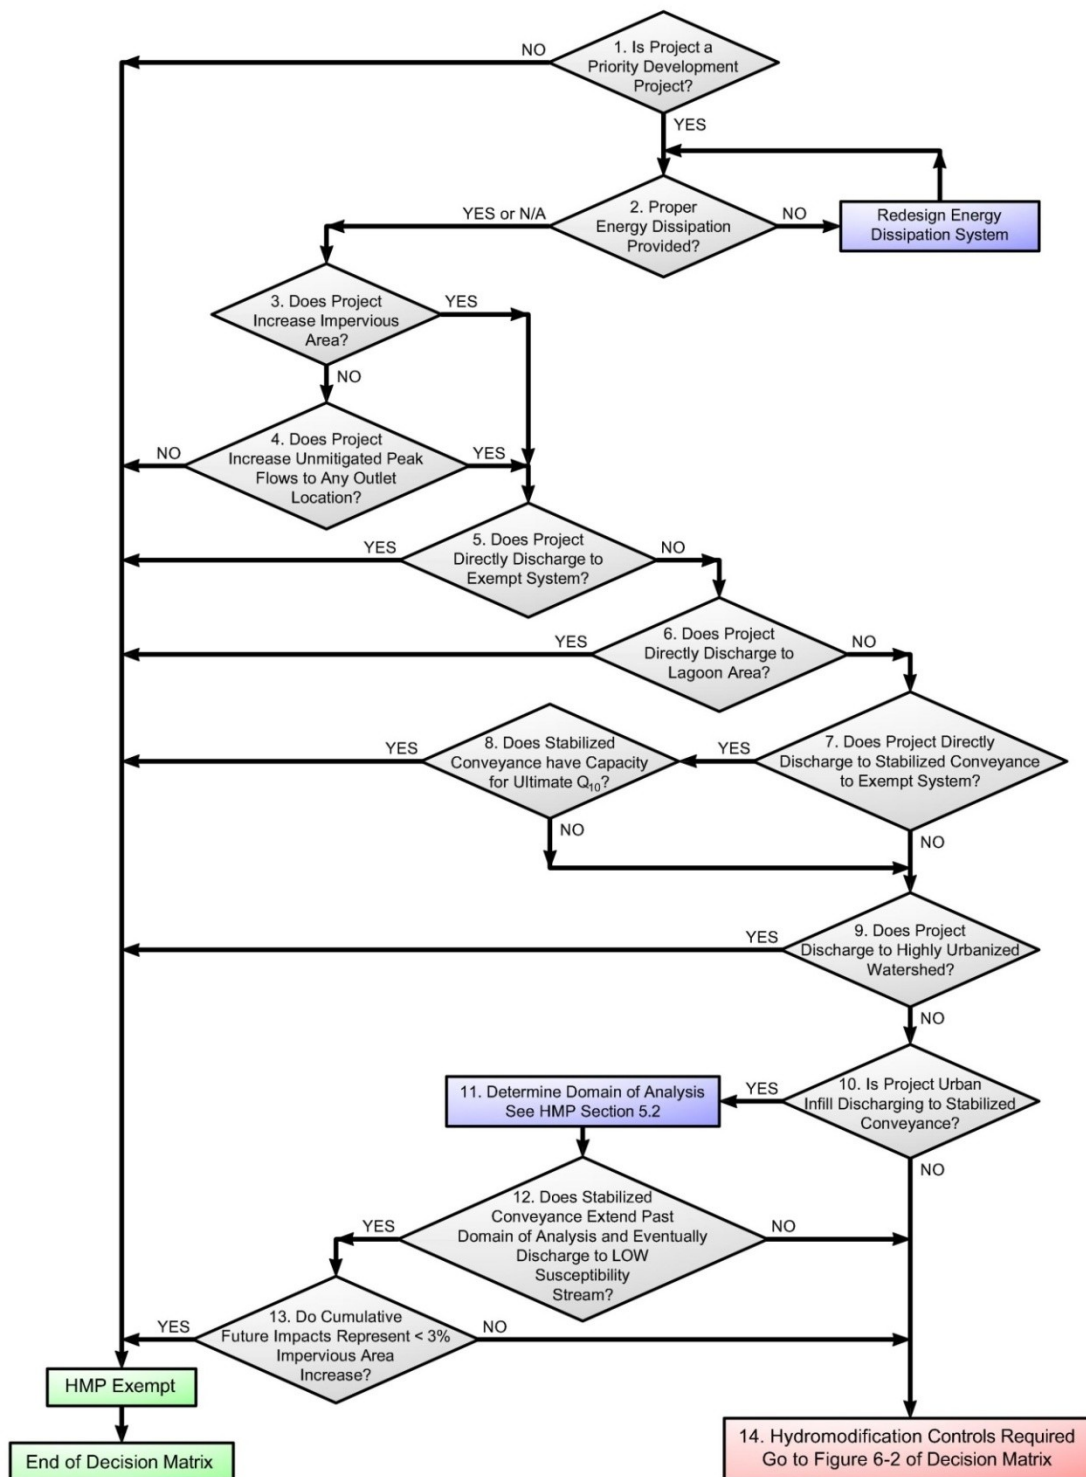 NO
1. Is Project a
Priority Development
Project?
YES
YES or N/A
2. Proper
Energy Dissipation
Provided?
NO
Redesign Energy
Dissipation System
3. Does Project
Increase Impervious
Area?
YES
NO
NO
4. Does Project
Increase Unmitigated Peak
Flows to Any Outlet
Location?
YES
YES
5. Does Project
Directly Discharge to
Exempt System?
NO
YES
6. Does Project
Directly Discharge to
Lagoon Area?
NO
YES
8. Does Stabilized
Conveyance have Capacity
for Ultimate Q10?
YES
7. Does Project Directly
Discharge to Stabilized Conveyance
to Exempt System?
NO
NO
YES
9. Does Project
Discharge to Highly Urbanized
Watershed?
NO
11. Determine Domain of Analysis
See HMP Section 5.2
YES
10. Is Project Urban
Infill Discharging to Stabilized
Conveyance?
NO
YES
12. Does Stabilized
Conveyance Extend Past
Domain of Analysis and Eventually
Discharge to LOW
Susceptibility
Stream?
NO
YES
13. Do Cumulative
Future Impacts Represent < 3%
Impervious Area
Increase?
NO
HMP Exempt
End of Decision Matrix
14. Hydromodification Controls Required
Go to Figure 6-2 of Decision Matrix